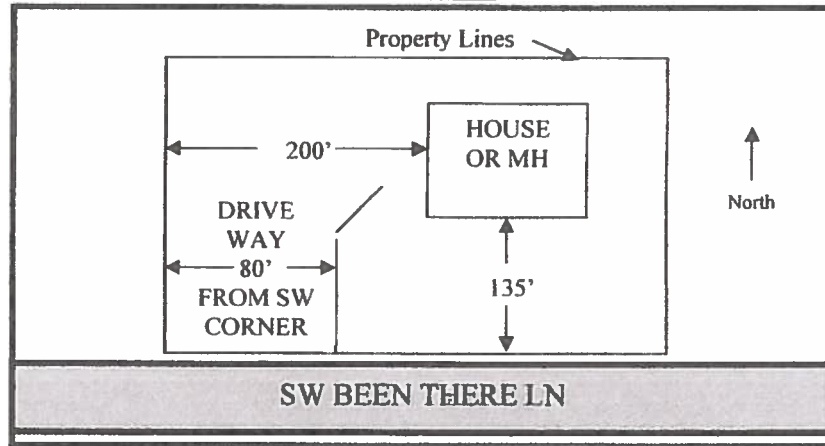 Property Lines
HOUSE
OR MH
200'
North
DRIVE
WAY
80'
FROM SW
CORNER
135'
SW BEEN THERE LN